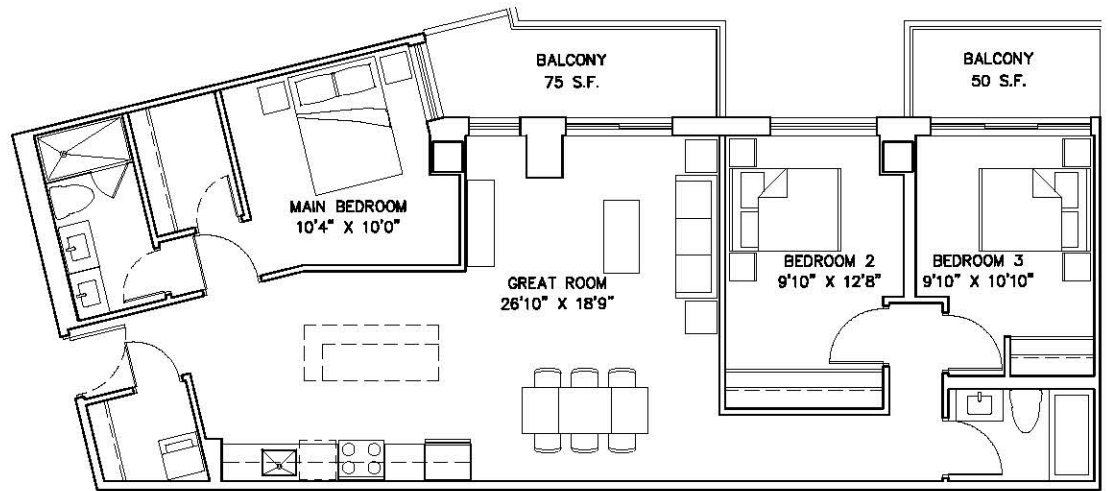 BALCONY
75 S.F.
BALCONY
50 S.F.
MAIN BEDROOM
10'4" X 10'0"
GREAT ROOM
26'10" X 18'9"
BEDROOM 2
9'10" X 12'8"
BEDROOM 3
9'10" X 10'10"